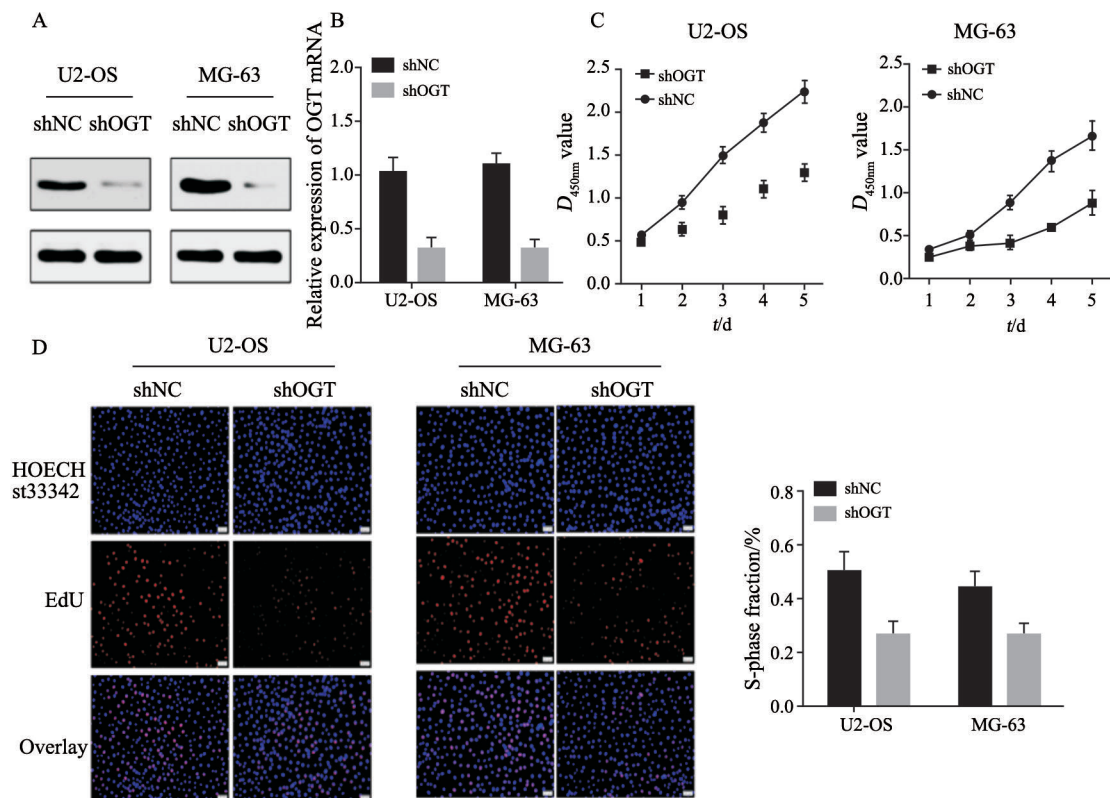 A
U2-OS
MG-63
shNC shOGT
shNC shOGT
B
Relative expression of OGT mRNA
2.0
1.5
1.0
0.5
0.0
shNC
shOGT
U2-OS
MG-63
C
U2-OS
D450nm value
2.5
2.0
1.5
1.0
0.5
0.0
shOGT
shNC
1 2 3 4 5
t/d
MG-63
D450nm value
2.5
2.0
1.5
1.0
0.5
0.0
shOGT
shNC
1 2 3 4 5
t/d
D
U2-OS
MG-63
shNC
shOGT
shNC
shOGT
HOECH
st33342
EdU
Overlay
S-phase fraction/%
0.8
0.6
0.4
0.2
0.0
shNC
shOGT
U2-OS
MG-63